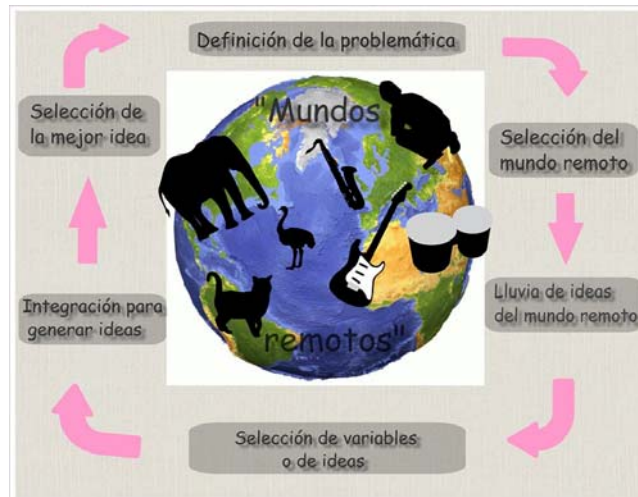 Definición de la problemática
Selección del
mundo remoto
Lluvia de ideas
del mundo remoto
Selección de variables
o de ideas
Integración para
generar ideas
Selección de
la mejor idea
"Mundos
remotos"